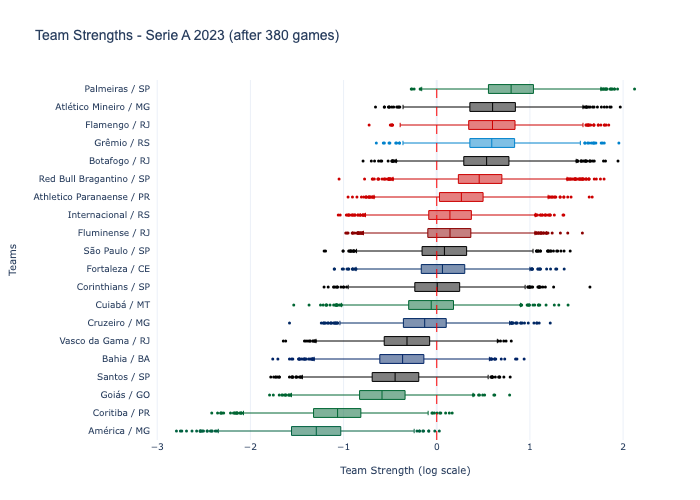 Team Strengths - Serie A 2023 (after 380 games)
Palmeiras / SP
Atlético Mineiro / MG
Flamengo / RJ
Grêmio / RS
Botafogo / RJ
Red Bull Bragantino / SP
Athletico Paranaense / PR
Internacional / RS
Fluminense / RJ
São Paulo / SP
Fortaleza / CE
Corinthians / SP
Cuiabá / MT
Cruzeiro / MG
Vasco da Gama / RJ
Bahia / BA
Santos / SP
Goiás / GO
Coritiba / PR
América / MG
Teams
−3 −2 −1 0 1 2
Team Strength (log scale)